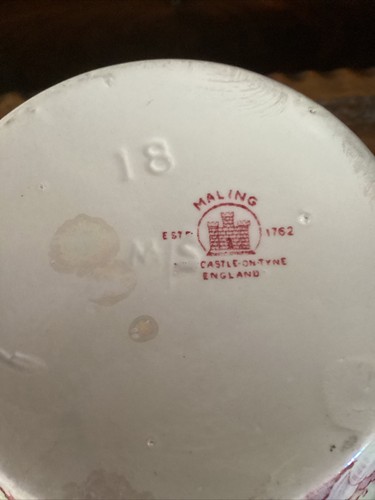 18
MALING
ESTD 1762
M
CASTLE-ON-TYNE
ENGLAND